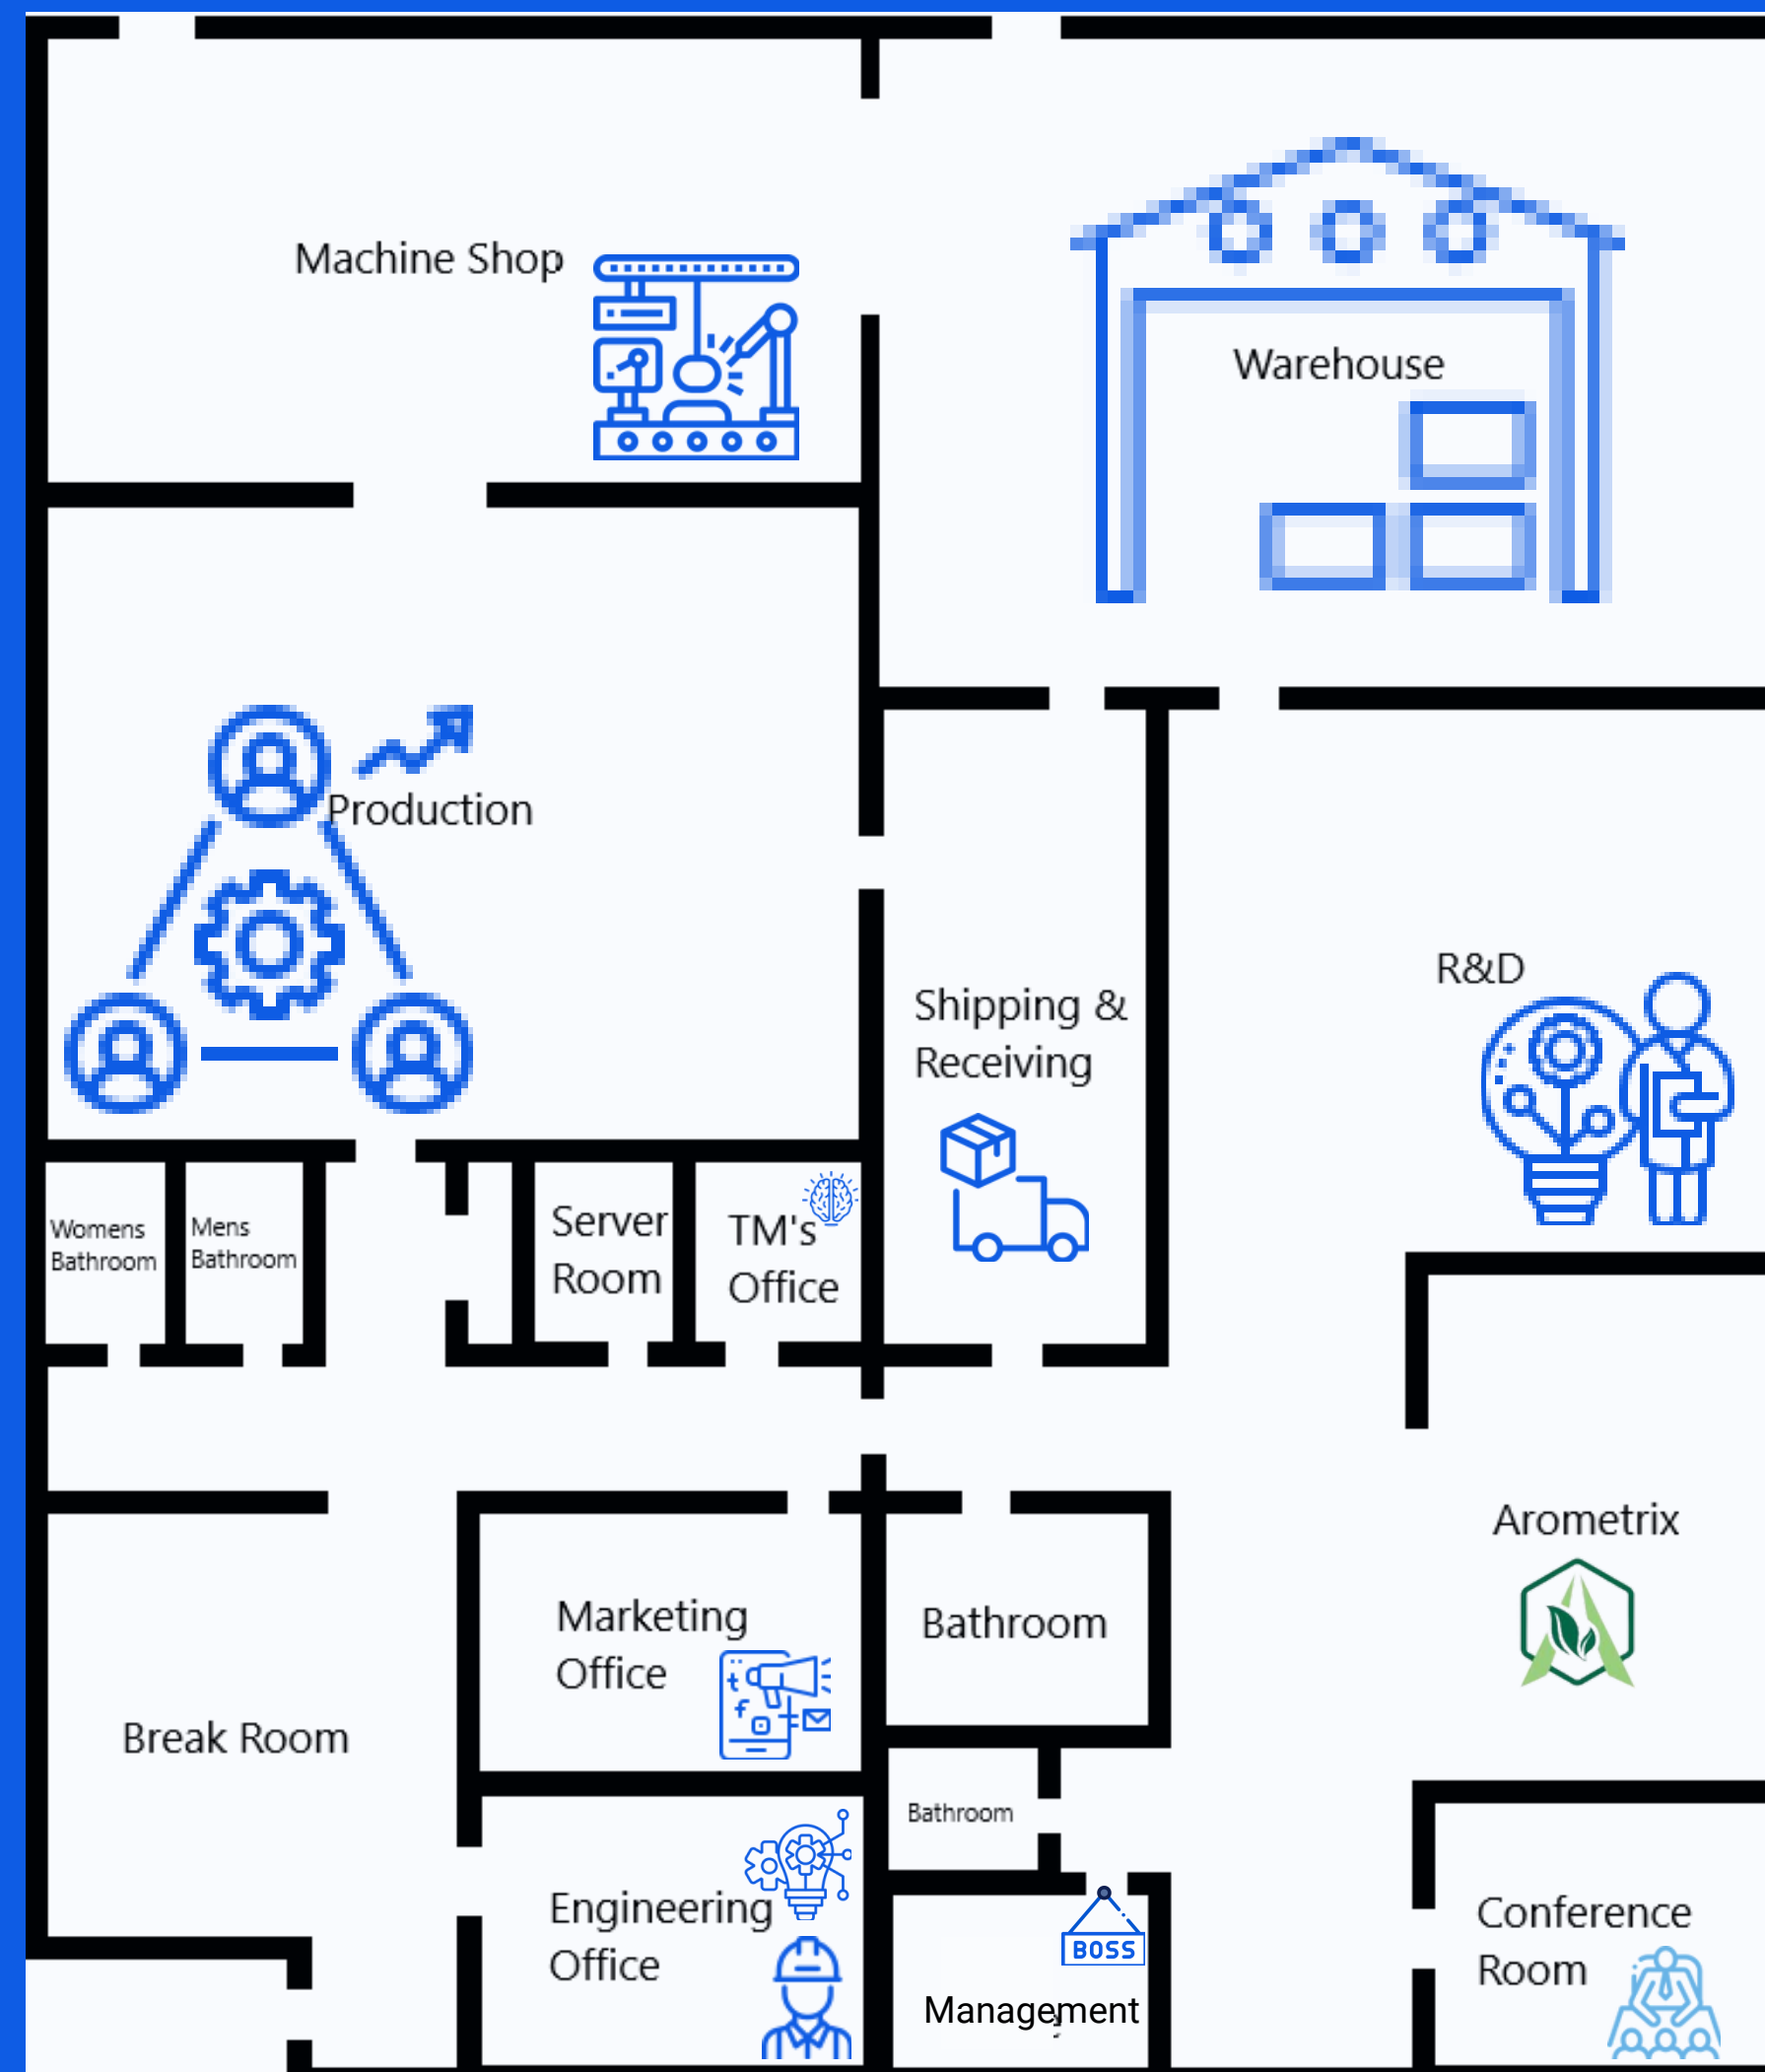 Machine Shop
Warehouse
Production
R&D
Shipping &
Receiving
Womens
Bathroom
Mens
Bathroom
Server
Room
TM's
Office
Arometrix
Marketing
Office
Bathroom
Break Room
Bathroom
Engineering
Office
BOSS
Management
Conference
Room